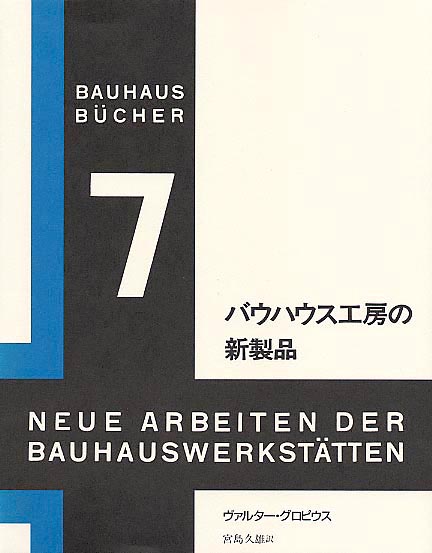 BAUHAUS
BÜCHER
7
バウハウス工房の
新製品
NEUE ARBEITEN DER
BAUHAUSWERKSTÄTTEN
ヴァルター・グロピウス
宮島久雄訳